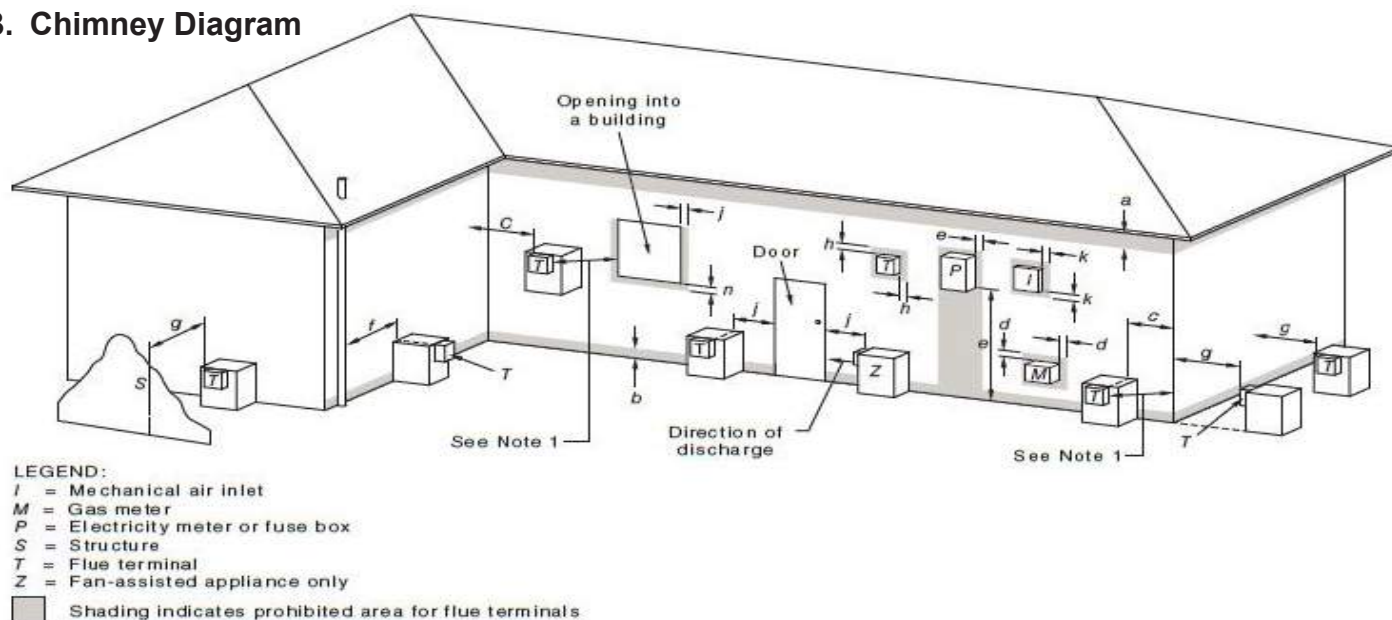 3. Chimney Diagram
Opening into
a building
a
j
C
T
Door
h
T
h
e
P
k
I
k
n
g
f
S
T
T
j
T
j
Z
e
d
d
M
c
g
g
T
T
T
b
See Note 1
Direction of
discharge
See Note 1
LEGEND:
I = Mechanical air inlet
M = Gas meter
P = Electricity meter or fuse box
S = Structure
T = Flue terminal
Z = Fan-assisted appliance only
Shading indicates prohibited area for flue terminals